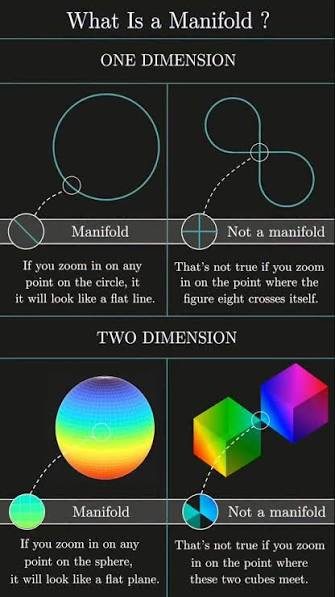 What Is a Manifold ?
ONE DIMENSION
Manifold
If you zoom in on any
point on the circle, it
it will look like a flat line.
Not a manifold
That's not true if you zoom
in on the point where the
figure eight crosses itself.
TWO DIMENSION
Manifold
If you zoom in on any
point on the sphere,
it will look like a flat plane.
Not a manifold
That's not true if you zoom
in on the point where
these two cubes meet.